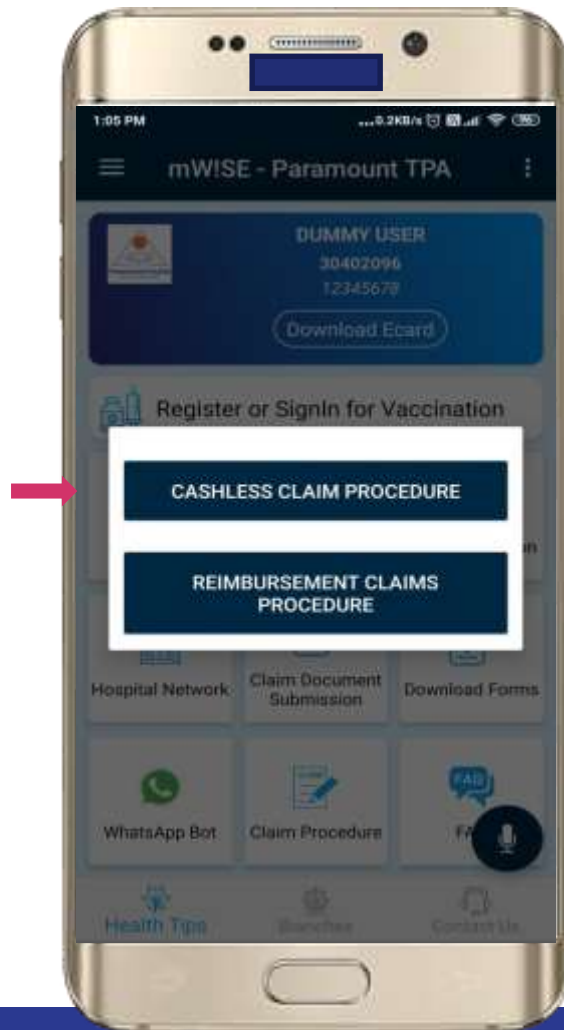 1:05 PM
...0.2KB/s
mWISE - Paramount TPA
DUMMY USER
30402096
12345678
Download Ecard
Register or SignIn for Vaccination
CASHLESS CLAIM PROCEDURE
REIMBURSEMENT CLAIMS
PROCEDURE
Hospital Network
Claim Document
Submission
Download Forms
WhatsApp Bot
Claim Procedure
FAQ
Health Tips
Branches
Contact Us